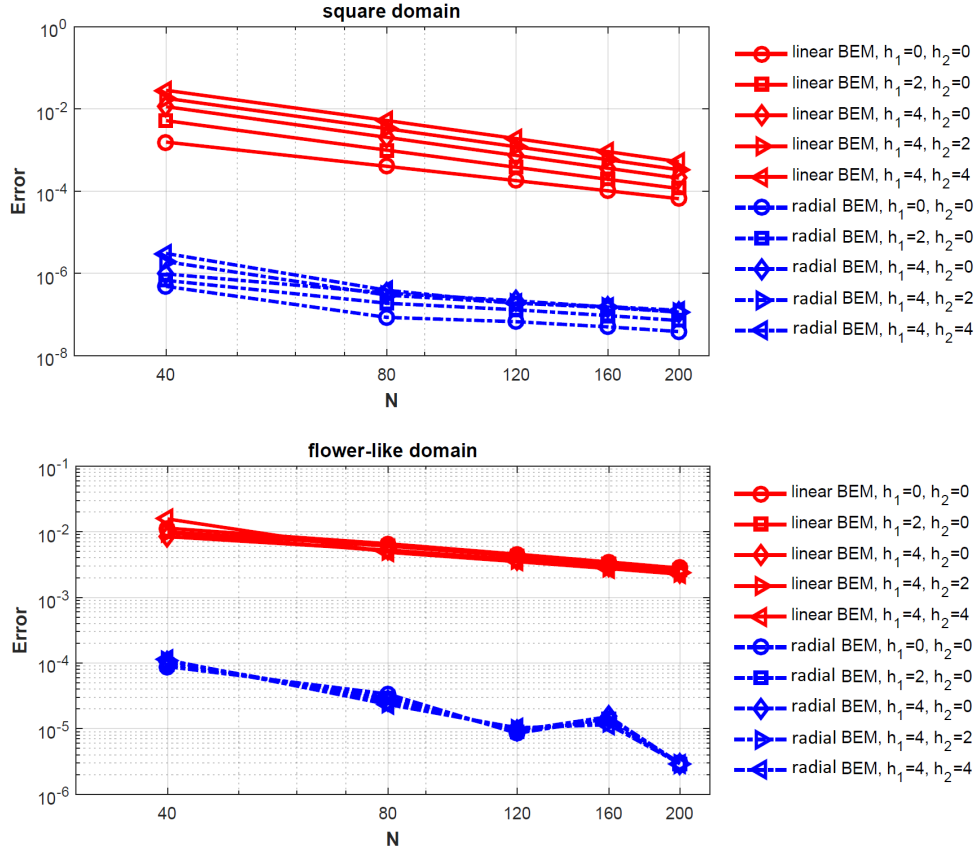 square domain
10^0
10^-2
10^-4
10^-6
10^-8
Error
40
80
120
160
200
N
linear BEM, h_1=0, h_2=0
linear BEM, h_1=2, h_2=0
linear BEM, h_1=4, h_2=0
linear BEM, h_1=4, h_2=2
linear BEM, h_1=4, h_2=4
radial BEM, h_1=0, h_2=0
radial BEM, h_1=2, h_2=0
radial BEM, h_1=4, h_2=0
radial BEM, h_1=4, h_2=2
radial BEM, h_1=4, h_2=4
flower-like domain
10^-1
10^-2
10^-3
10^-4
10^-5
10^-6
Error
40
80
120
160
200
N
linear BEM, h_1=0, h_2=0
linear BEM, h_1=2, h_2=0
linear BEM, h_1=4, h_2=0
linear BEM, h_1=4, h_2=2
linear BEM, h_1=4, h_2=4
radial BEM, h_1=0, h_2=0
radial BEM, h_1=2, h_2=0
radial BEM, h_1=4, h_2=0
radial BEM, h_1=4, h_2=2
radial BEM, h_1=4, h_2=4